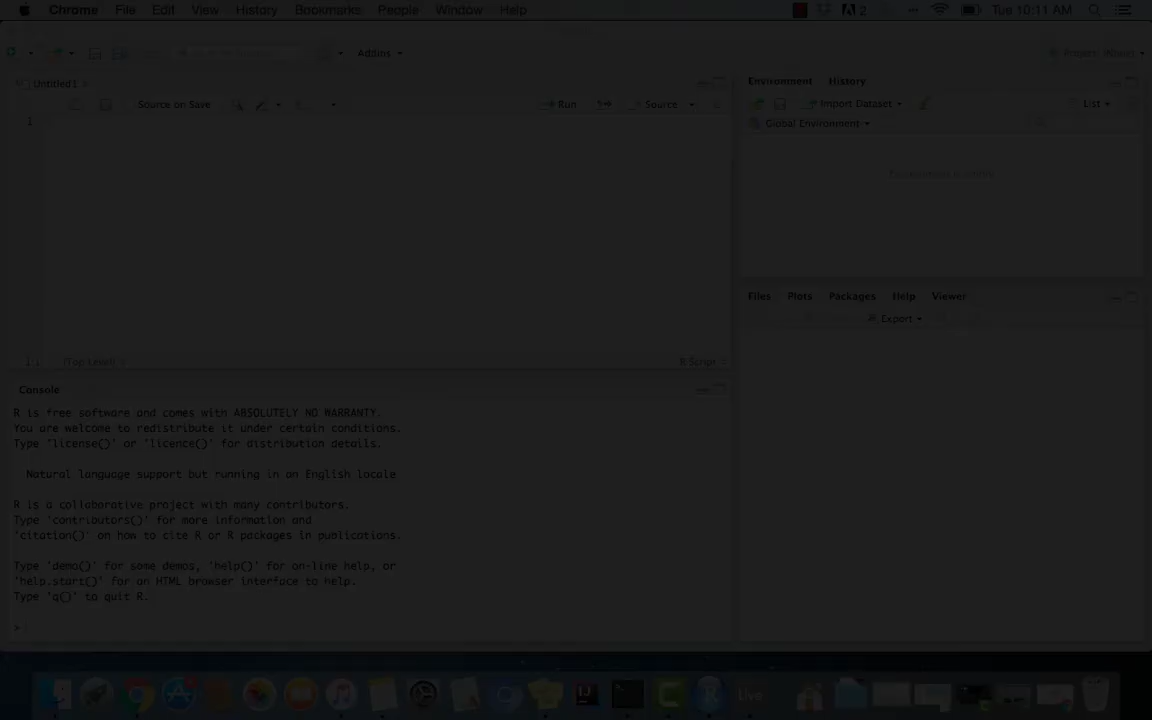 Chrome File Edit View History Bookmarks People Window Help 2 Tue 10:11 AM
Addins
Untitled1
Source on Save Run Source
1
(Top Level) R Script
Environment History
Import Dataset List
Global Environment
Files Plots Packages Help Viewer
Export
Console
R is free software and comes with ABSOLUTELY NO WARRANTY.
You are welcome to redistribute it under certain conditions.
Type 'license()' or 'licence()' for distribution details.
Natural language support but running in an English locale
R is a collaborative project with many contributors.
Type 'contributors()' for more information and
'citation()' on how to cite R or R packages in publications.
Type 'demo()' for some demos, 'help()' for on-line help, or
'help.start()' for an HTML browser interface to help.
Type 'q()' to quit R.
>
Live